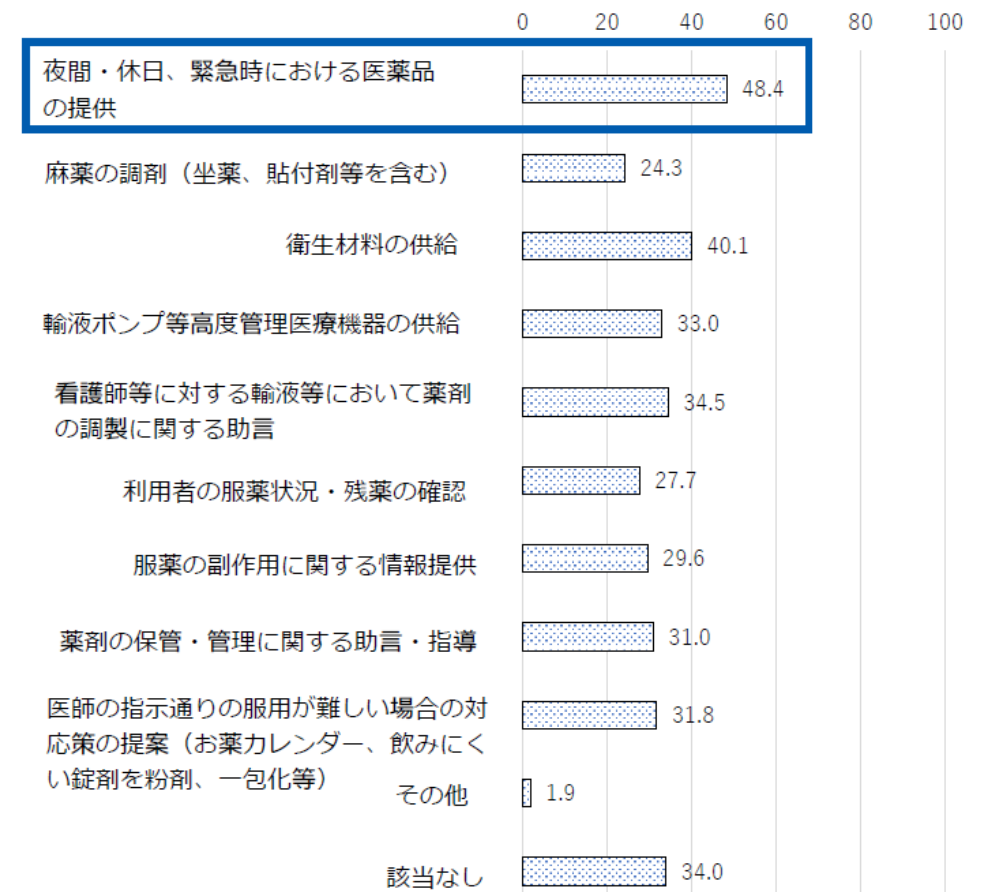 0 20 40 60 80 100
夜間・休日、緊急時における医薬品
の提供
48.4
麻薬の調剤（坐薬、貼付剤等を含む）
24.3
衛生材料の供給
40.1
輸液ポンプ等高度管理医療機器の供給
33.0
看護師等に対する輸液等において薬剤
の調製に関する助言
34.5
利用者の服薬状況・残薬の確認
27.7
服薬の副作用に関する情報提供
29.6
薬剤の保管・管理に関する助言・指導
31.0
医師の指示通りの服用が難しい場合の対
応策の提案（お薬カレンダー、飲みにく
い錠剤を粉剤、一包化等）
31.8
その他
1.9
該当なし
34.0